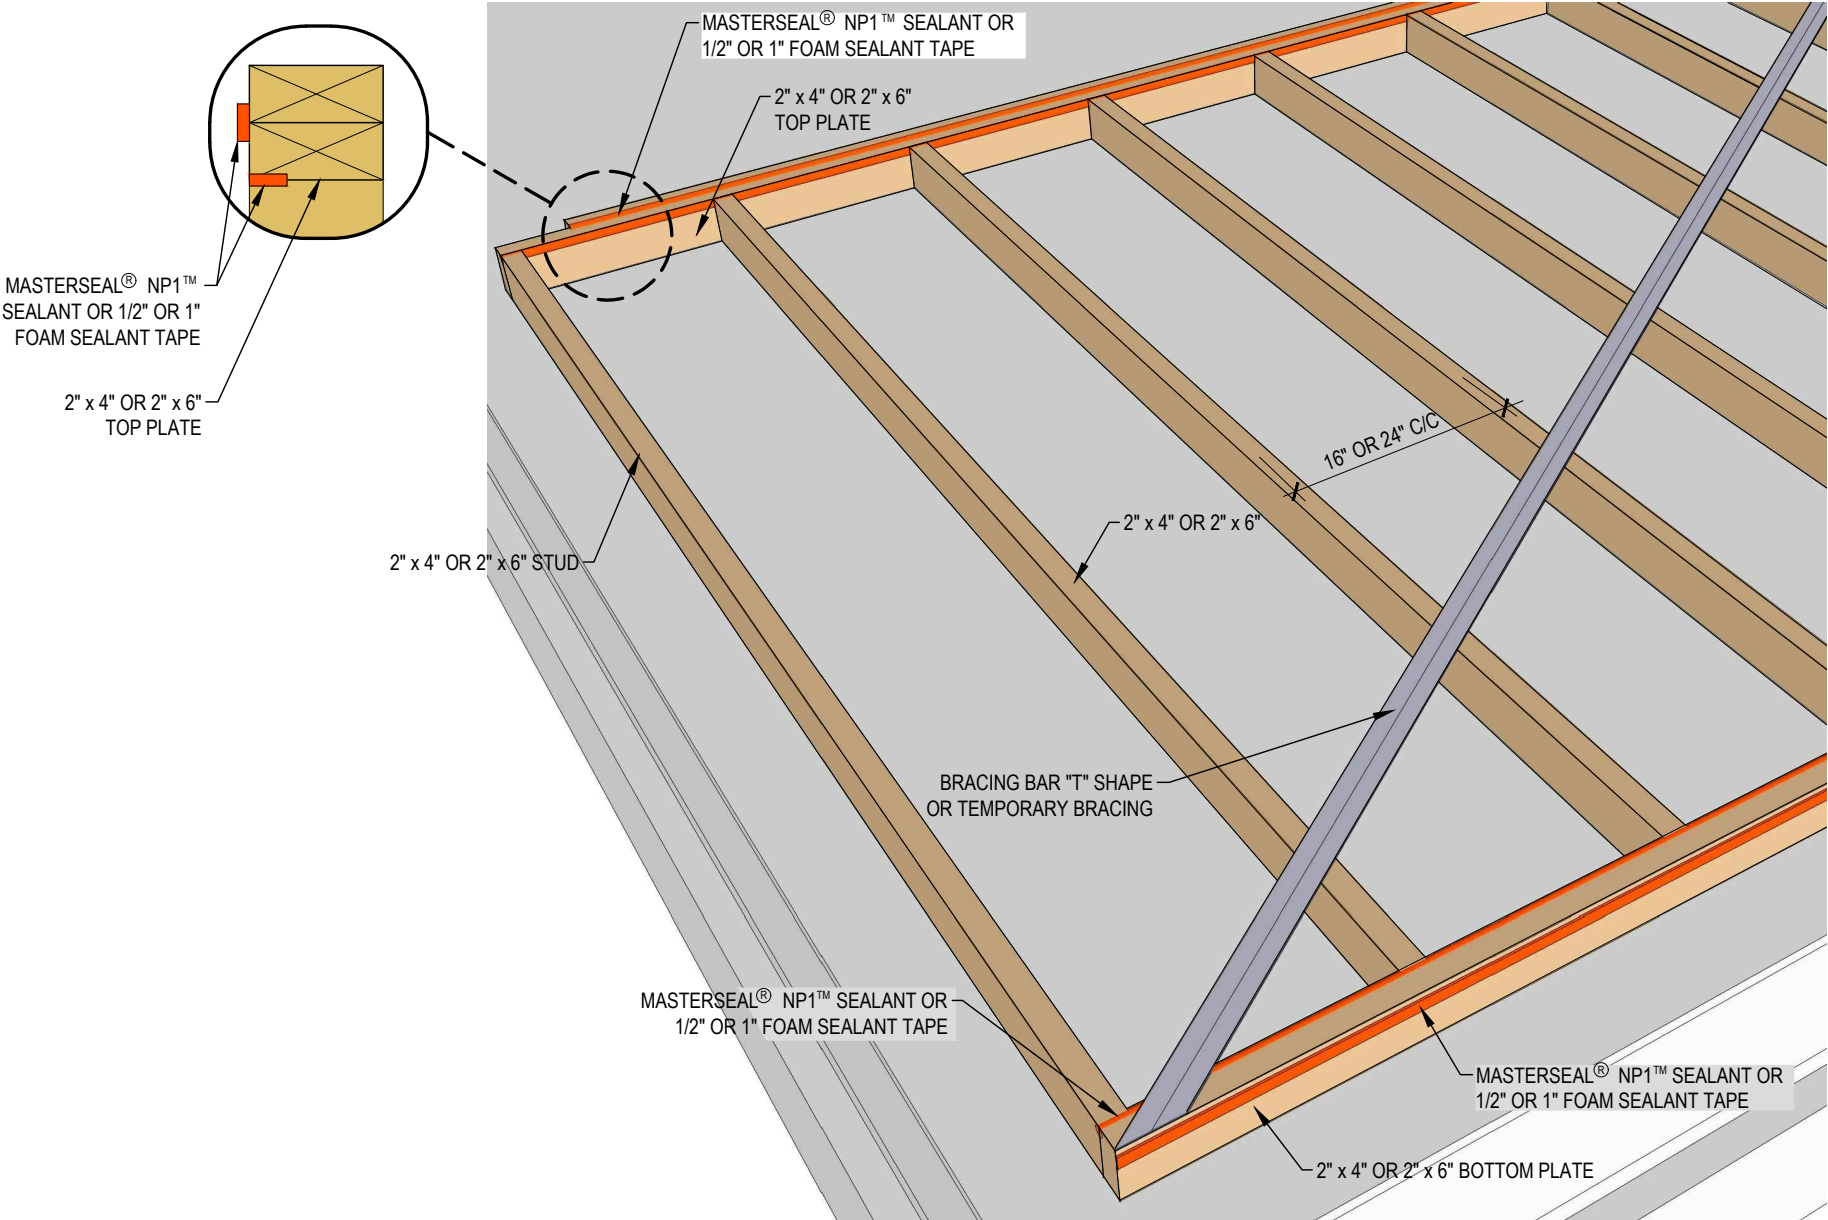 MASTERSEAL® NP1™ SEALANT OR
1/2" OR 1" FOAM SEALANT TAPE
2" x 4" OR 2" x 6"
TOP PLATE
MASTERSEAL® NP1™
SEALANT OR 1/2" OR 1"
FOAM SEALANT TAPE
2" x 4" OR 2" x 6"
TOP PLATE
16" OR 24" C/C
2" x 4" OR 2" x 6"
2" x 4" OR 2" x 6" STUD
BRACING BAR "T" SHAPE
OR TEMPORARY BRACING
MASTERSEAL® NP1™ SEALANT OR
1/2" OR 1" FOAM SEALANT TAPE
MASTERSEAL® NP1™ SEALANT OR
1/2" OR 1" FOAM SEALANT TAPE
2" x 4" OR 2" x 6" BOTTOM PLATE